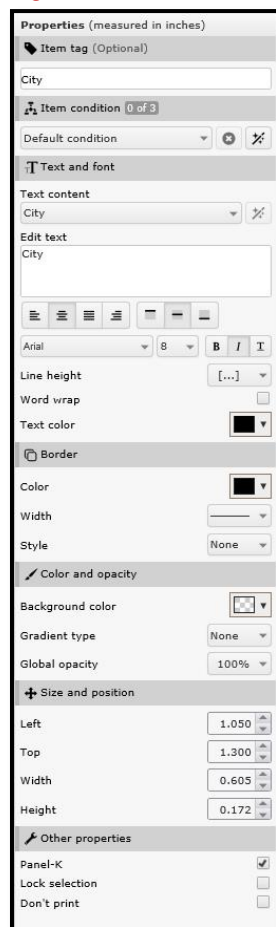 Properties (measured in inches)
Item tag (Optional)
City
Item condition 0 of 3
Default condition
Text and font
Text content
City
Edit text
City
Arial 8 B I T
Line height [...]
Word wrap
Text color
Border
Color
Width
Style None
Color and opacity
Background color
Gradient type None
Global opacity 100%
Size and position
Left 1.050
Top 1.300
Width 0.605
Height 0.172
Other properties
Panel-K
Lock selection
Don't print